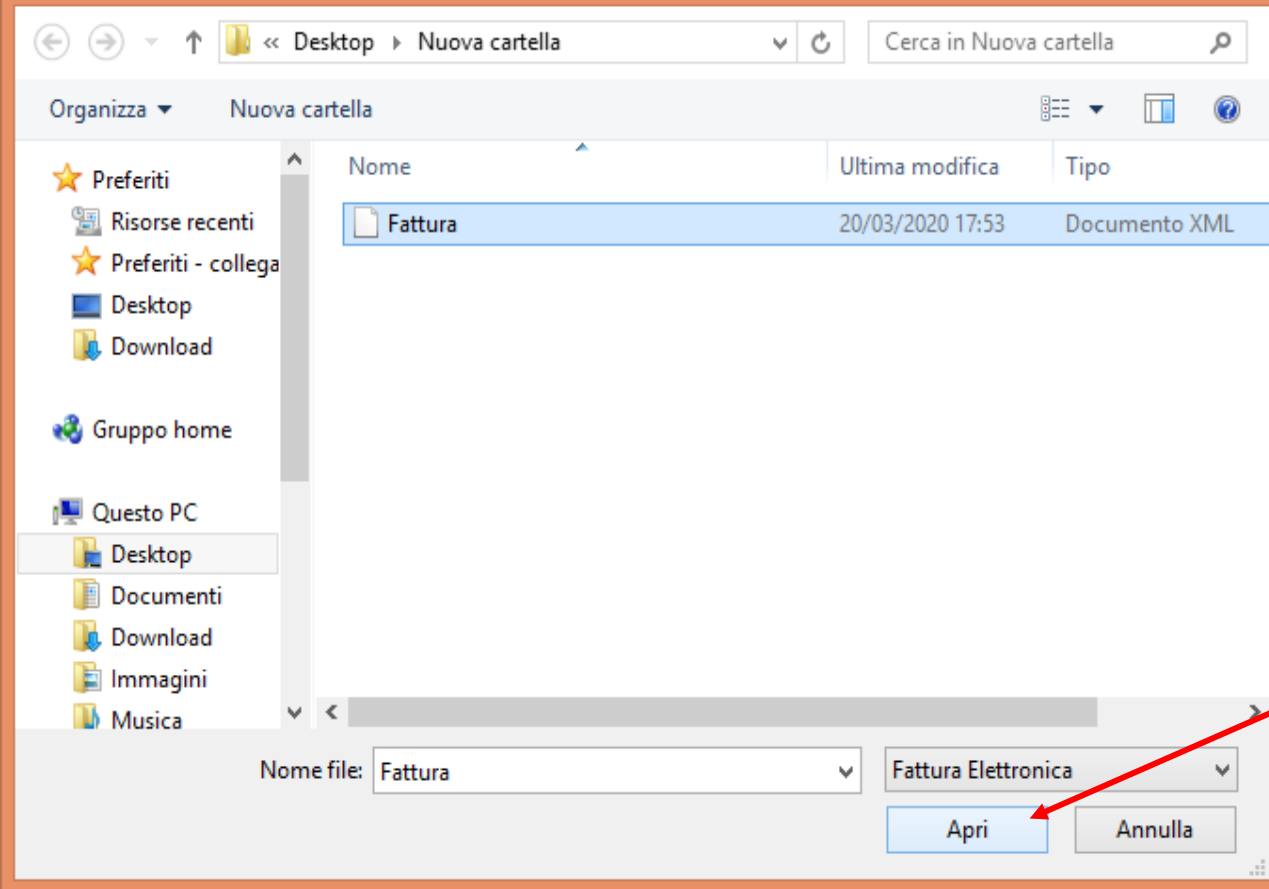 « Desktop Nuova cartella
Cerca in Nuova cartella
Organizza Nuova cartella
Preferiti
Risorse recenti
Preferiti - collega
Desktop
Download
Gruppo home
Questo PC
Desktop
Documenti
Download
Immagini
Musica
Nome Ultima modifica Tipo
Fattura 20/03/2020 17:53 Documento XML
Nome file: Fattura Fattura Elettronica
Apri Annulla